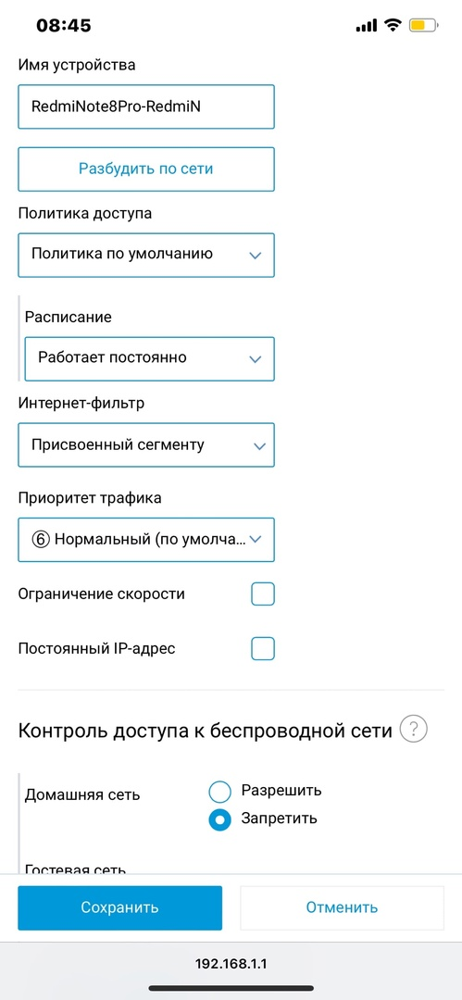 08:45
Имя устройства
RedmiNote8Pro-RedmiN
Разбудить по сети
Политика доступа
Политика по умолчанию
Расписание
Работает постоянно
Интернет-фильтр
Присвоенный сегменту
Приоритет трафика
⑥ Нормальный (по умолча...
Ограничение скорости
Постоянный IP-адрес
Контроль доступа к беспроводной сети ?
Домашняя сеть
Разрешить
Запретить
Гостевая сеть
Сохранить
Отменить
192.168.1.1